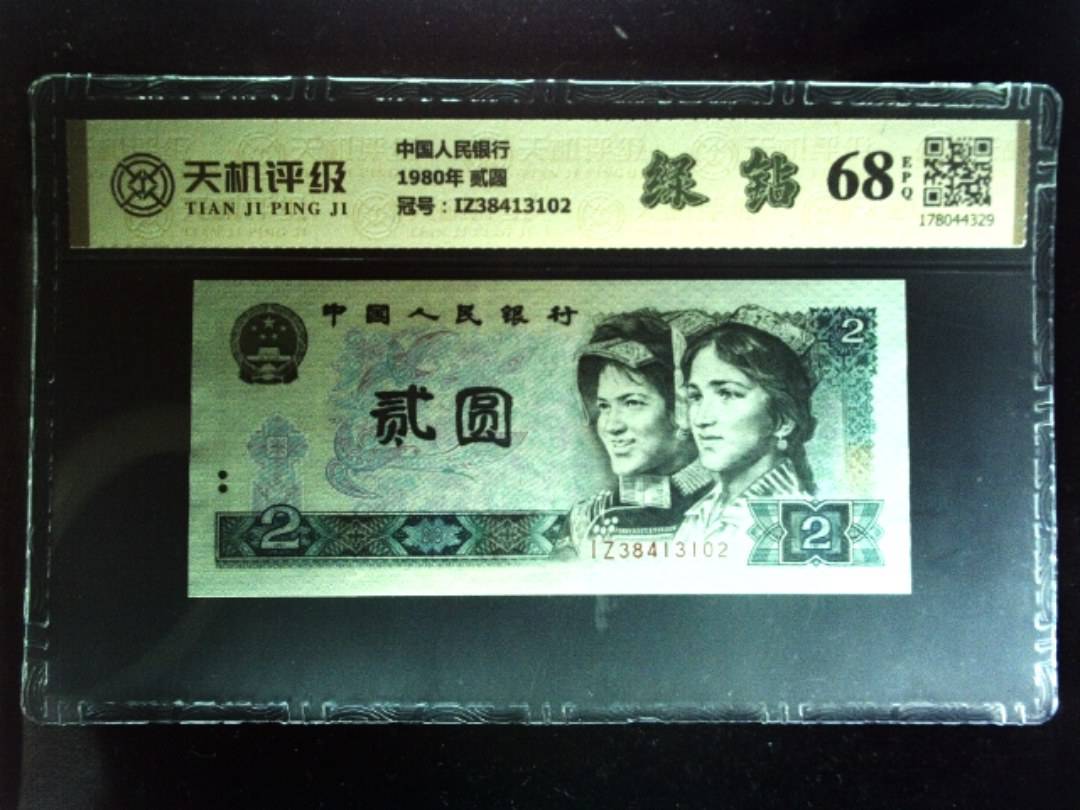 天机评级
TIAN JI PING JI
中国人民银行
1980年 贰圆
冠号：IZ38413102
绿 钻
68
EPQ
178044329
中国人民银行
2
贰圆
2
2
IZ38413102